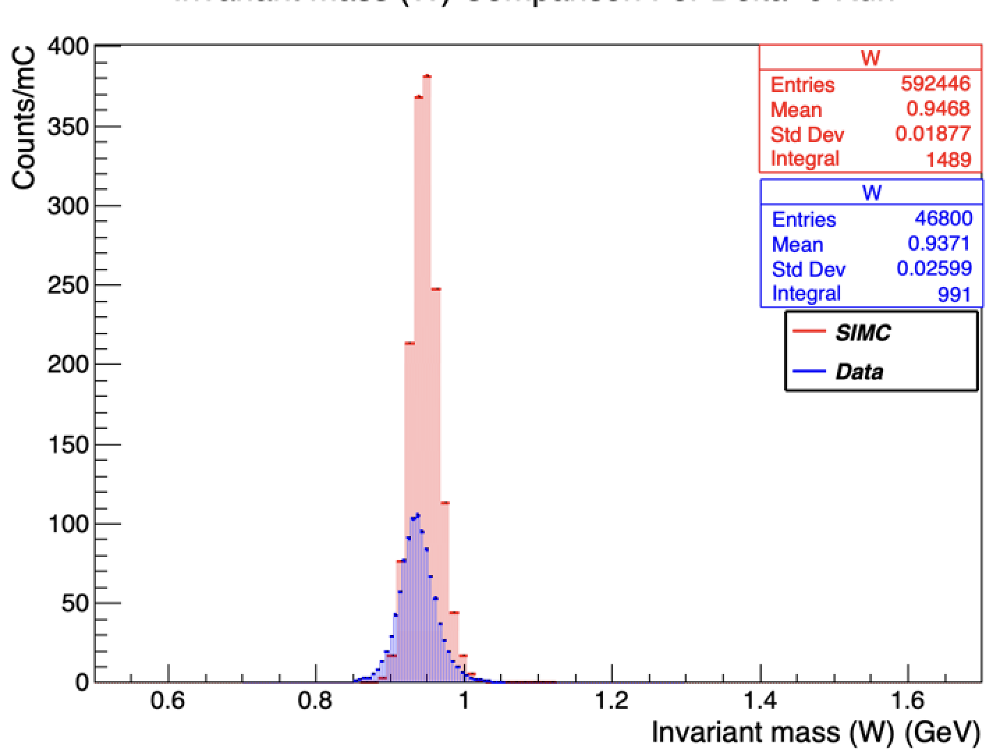 Counts/mC
400
350
300
250
200
150
100
50
0
0.6 0.8 1 1.2 1.4 1.6
Invariant mass (W) (GeV)
W
Entries 592446
Mean 0.9468
Std Dev 0.01877
Integral 1489
W
Entries 46800
Mean 0.9371
Std Dev 0.02599
Integral 991
SIMC
Data